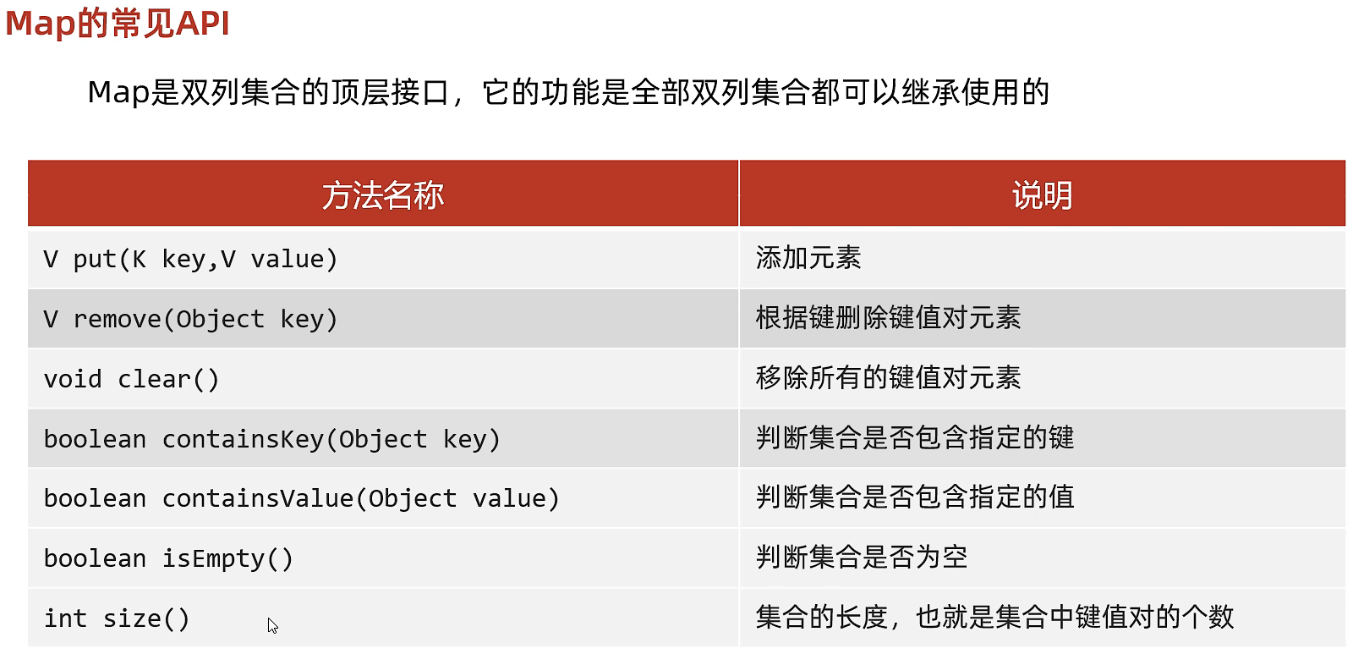 Map的常见API
Map是双列集合的顶层接口，它的功能是全部双列集合都可以继承使用的
方法名称 说明
V put(K key,V value) 添加元素
V remove(Object key) 根据键删除键值对元素
void clear() 移除所有的键值对元素
boolean containsKey(Object key) 判断集合是否包含指定的键
boolean containsValue(Object value) 判断集合是否包含指定的值
boolean isEmpty() 判断集合是否为空
int size() 集合的长度，也就是集合中键值对的个数